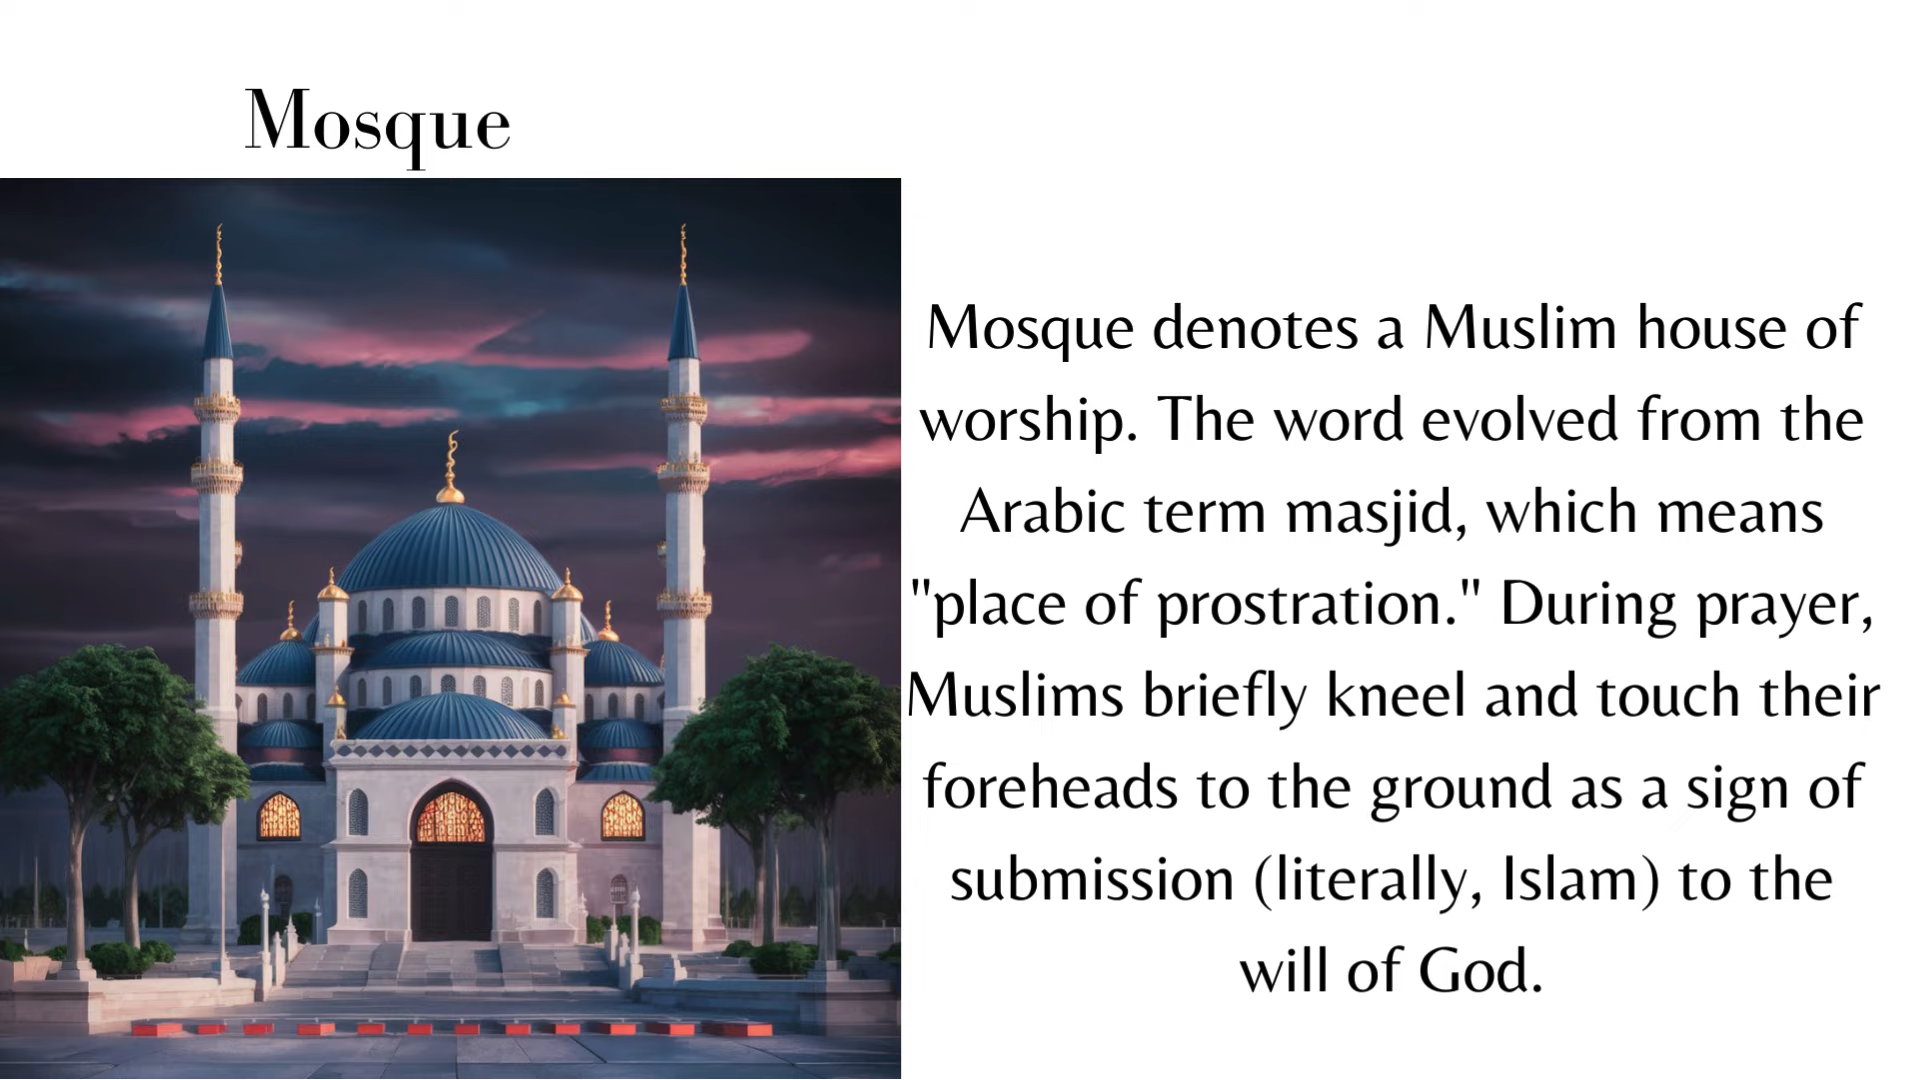 Mosque
Mosque denotes a Muslim house of
worship. The word evolved from the
Arabic term masjid, which means
"place of prostration." During prayer,
Muslims briefly kneel and touch their
foreheads to the ground as a sign of
submission (literally, Islam) to the
will of God.